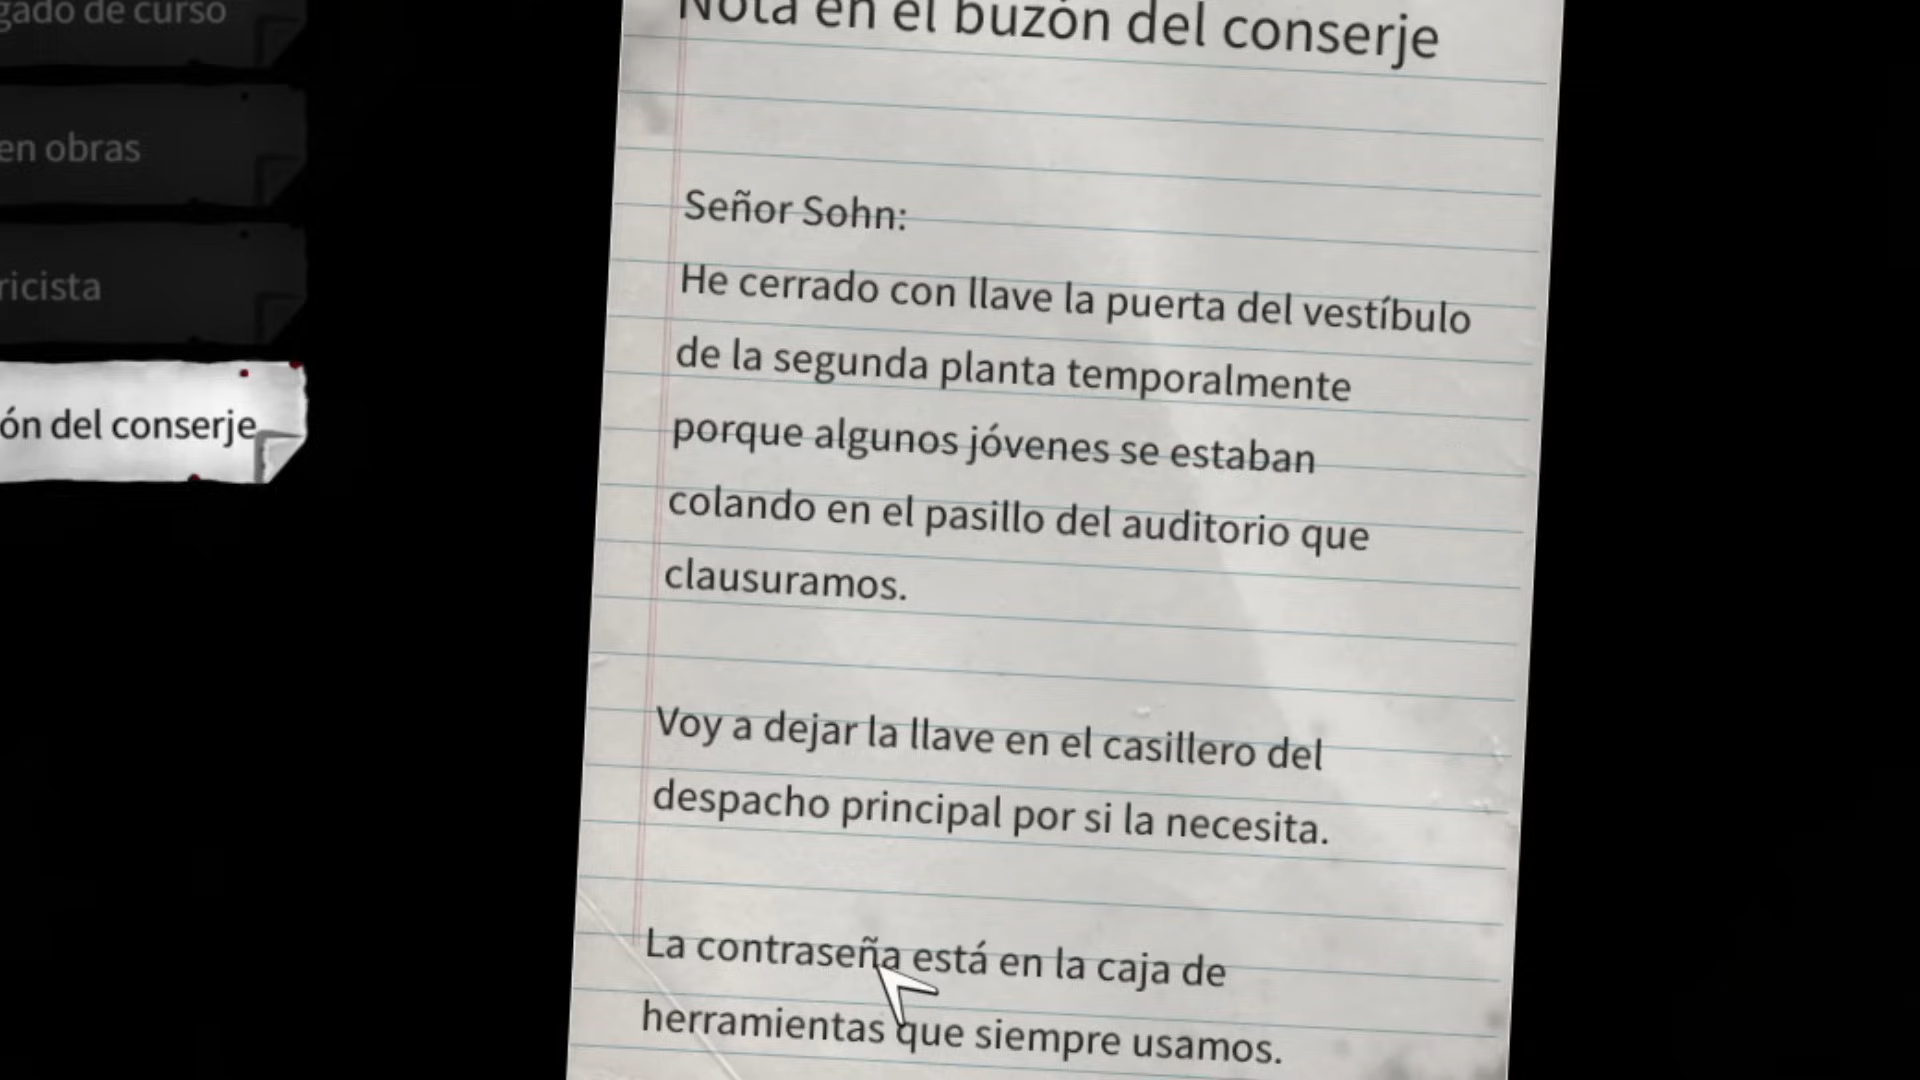 gado de curso
en obras
ricista
ón del conserje
Nota en el buzón del conserje
Señor Sohn:
He cerrado con llave la puerta del vestíbulo
de la segunda planta temporalmente
porque algunos jóvenes se estaban
colando en el pasillo del auditorio que
clausuramos.
Voy a dejar la llave en el casillero del
despacho principal por si la necesita.
La contraseña está en la caja de
herramientas que siempre usamos.